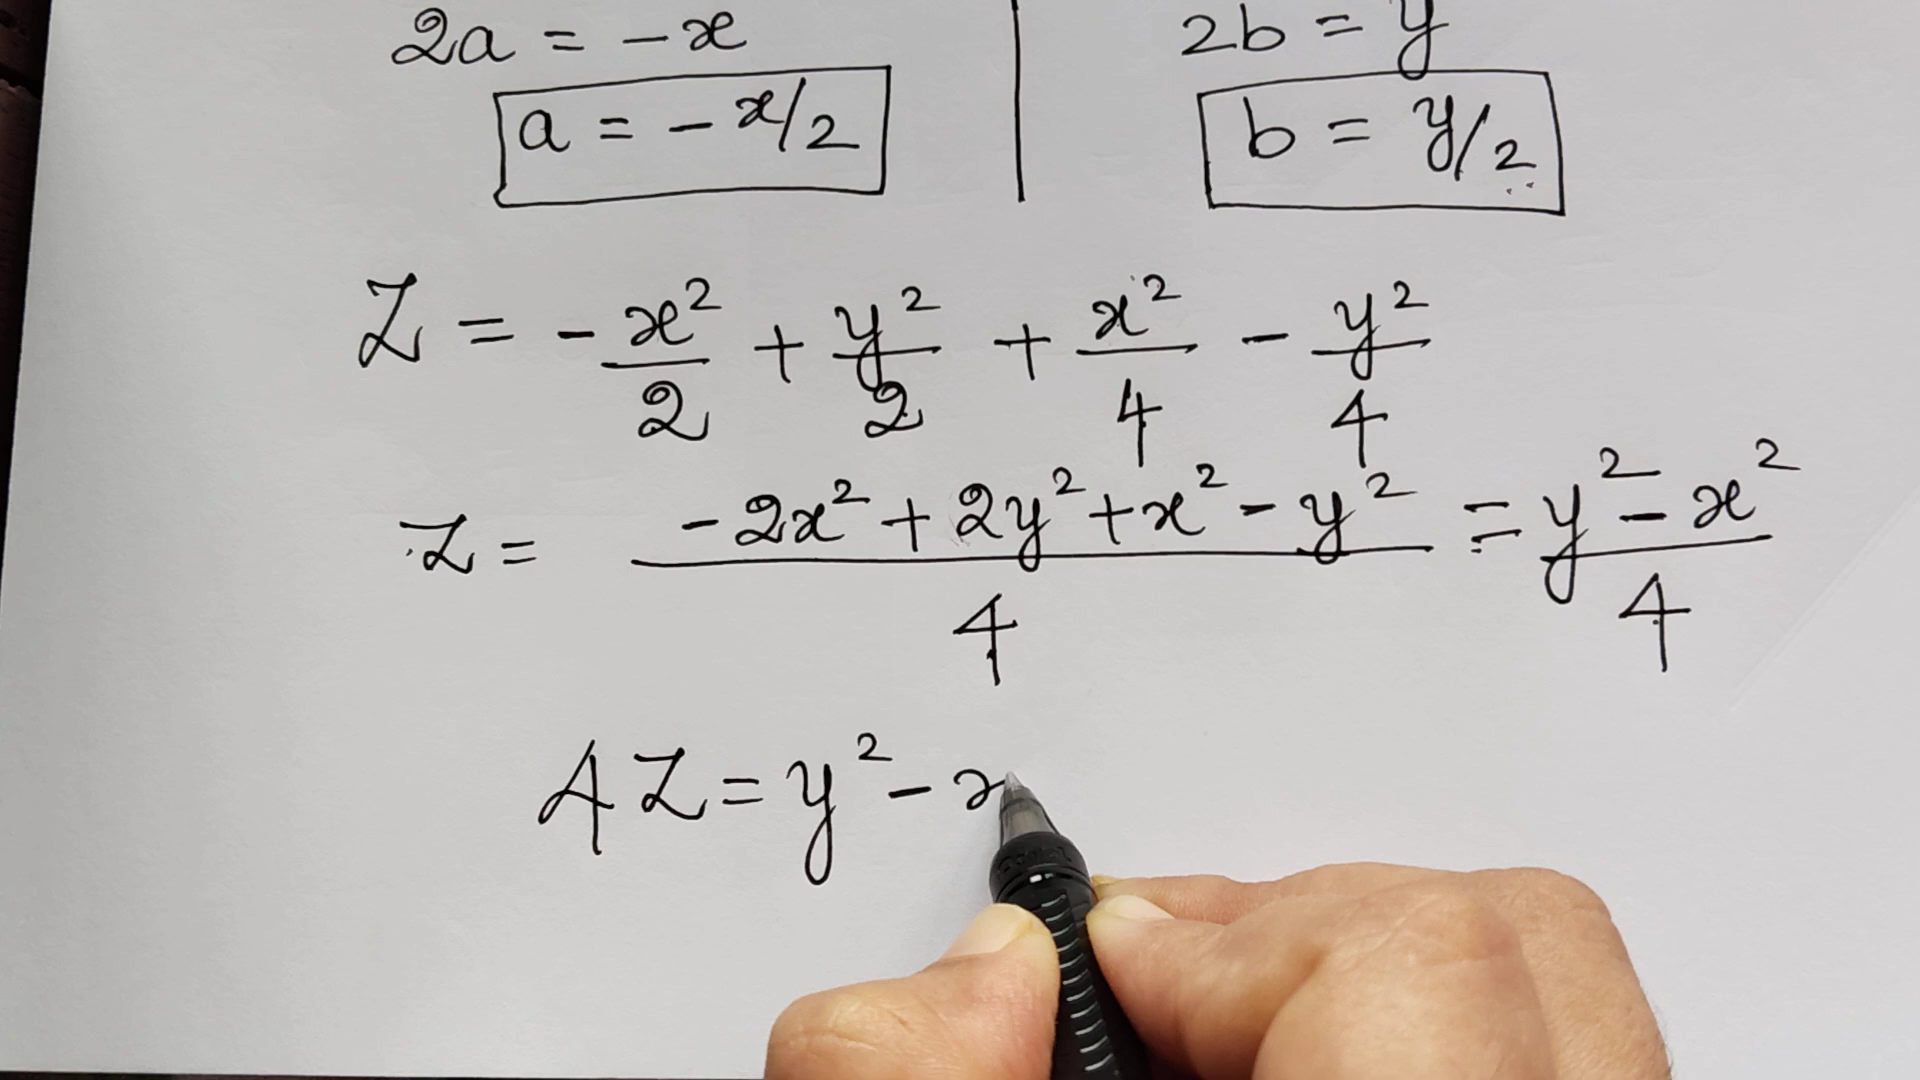 2a = -x
2b = y
a = -x/2
b = y/2
Z = -x²/2 + y²/2 + x²/4 - y²/4
Z = (-2x² + 2y² + x² - y²)/4 = (y² - x²)/4
4Z = y² - x